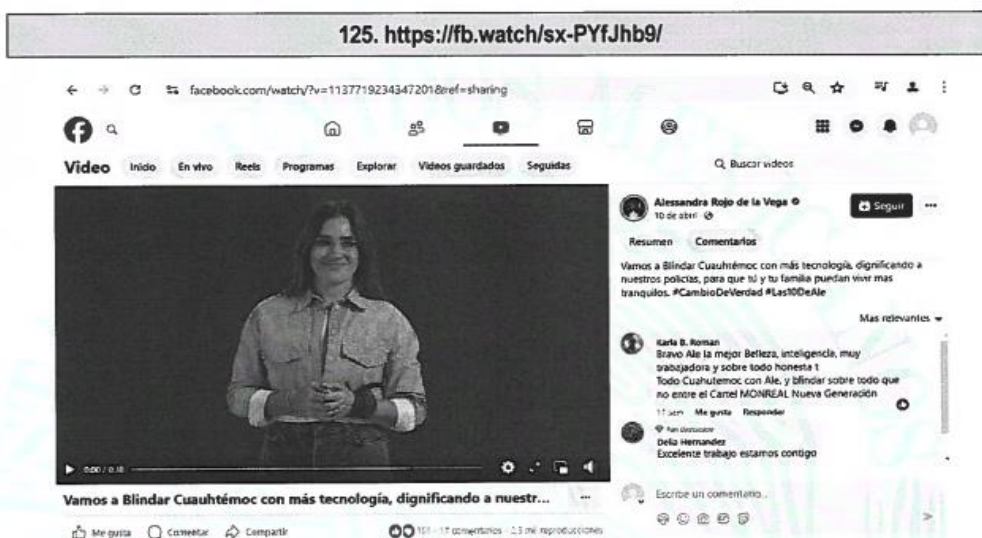 125. https://fb.watch/sx-PYfJhb9/
facebook.com/watch/?v=1137719234347201&ref=sharing
Video
Inicio
En vivo
Reels
Programas
Explorar
Videos guardados
Seguidas
Buscar videos
Alessandra Rojo de la Vega
10 de abril
Seguir
Resumen
Comentarios
Vamos a Blindar Cuauhtémoc con más tecnología, dignificando a
nuestros policías, para que tú y tu familia puedan vivir mas
tranquilos. #CambioDeVerdad #Las10DeAle
Mas relevantes
Karla B. Roman
Bravo Ale la mejor Belleza, inteligencia, muy
trabajadora y sobre todo honesta t
Todo Cuahutemoc con Ale, y blindar sobre todo que
no entre el Cartel MONREAL Nueva Generación
11 sem Me gusta Responder
Fan destacado
Delia Hernandez
Excelente trabajo estamos contigo
0:00 / 0:18
Vamos a Blindar Cuauhtémoc con más tecnología, dignificando a nuestr...
Escribe un comentario...
Me gusta
Comentar
Compartir
17 comentarios · 2.3 mil reproducciones